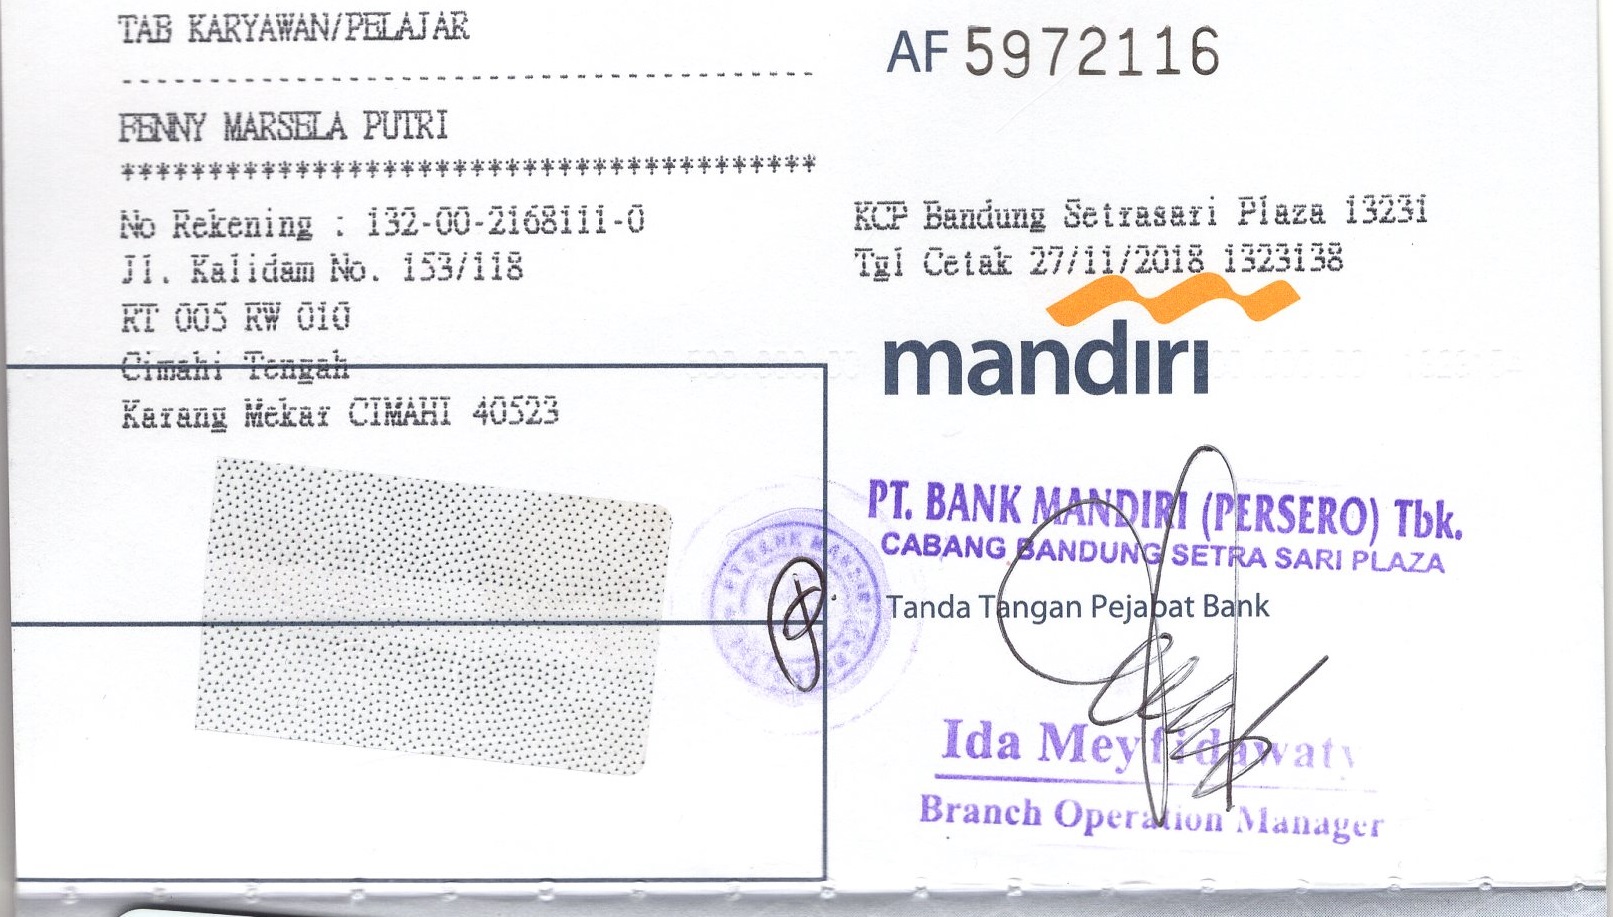 TAB KARYAWAN/PELAJAR
----------------------------------------
FENNY MARSELA PUTRI
****************************************
No Rekening : 132-00-2168111-0
Jl. Kalidam No. 153/118
RT 005 RW 010
Cimahi Tengah
Karang Mekar CIMAHI 40523
AF 5972116
KCP Bandung Setrasari Plaza 13231
Tgl Cetak 27/11/2018 1323138
mandiri
PT. BANK MANDIRI (PERSERO) Tbk.
CABANG BANDUNG SETRA SARI PLAZA
Tanda Tangan Pejabat Bank
Ida Meyfidawaty
Branch Operation Manager
PT BANK MANDIRI